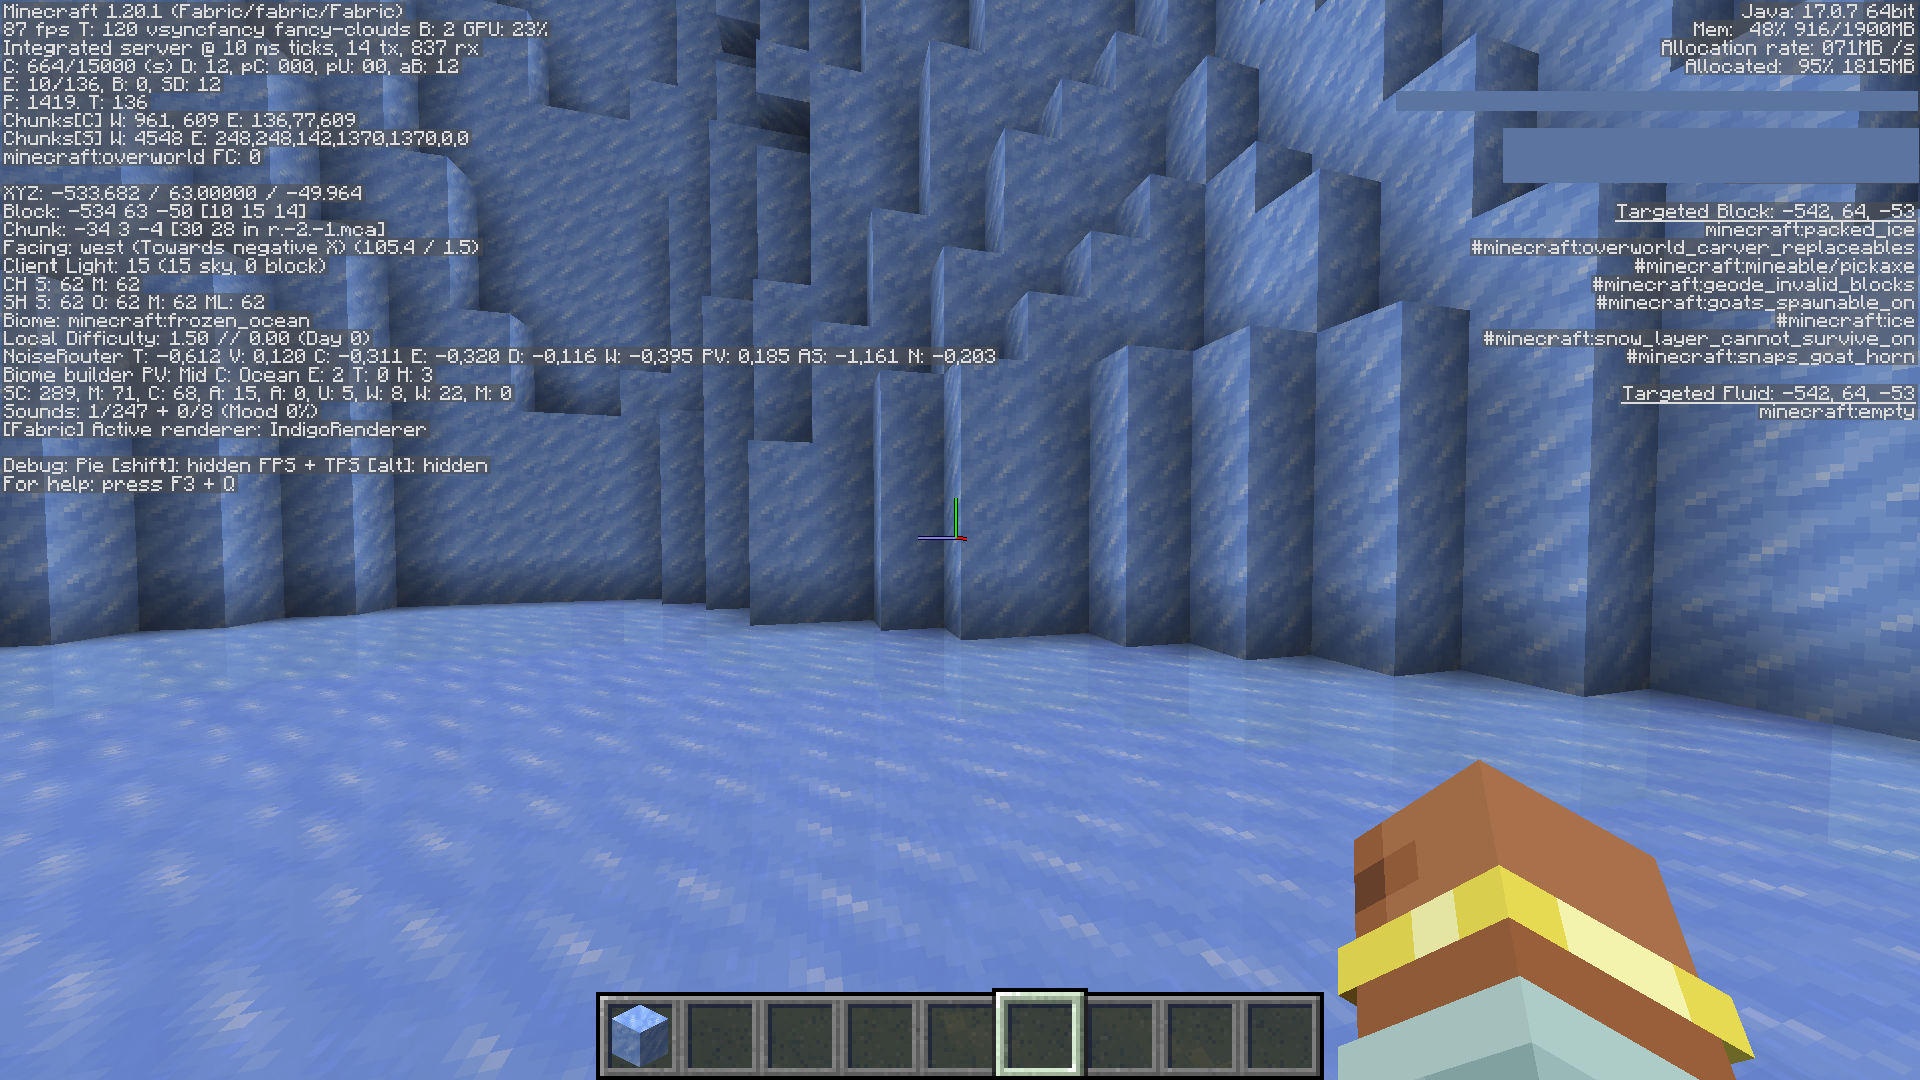 Minecraft 1.20.1 (Fabric/fabric/Fabric)
87 fps T: 120 vsyncfancy fancy-clouds B: 2 GPU: 23%
Integrated server @ 10 ms ticks, 14 tx, 837 rx
C: 664/15000 (s) D: 12, pC: 000, pU: 00, aB: 12
E: 10/136, B: 0, SD: 12
P: 1419. T: 136
Chunks[C] W: 961, 609 E: 136,77,609
Chunks[S] W: 4548 E: 248,248,142,1370,1370,0,0
minecraft:overworld FC: 0
XYZ: -533.682 / 63.00000 / -49.964
Block: -534 63 -50 [10 15 14]
Chunk: -34 3 -4 [30 28 in r.-2.-1.mca]
Facing: west (Towards negative X) (105.4 / 1.5)
Client Light: 15 (15 sky, 0 block)
CH S: 62 M: 62
SH S: 62 O: 62 M: 62 ML: 62
Biome: minecraft:frozen_ocean
Local Difficulty: 1.50 // 0.00 (Day 0)
NoiseRouter T: -0,612 V: 0,120 C: -0,311 E: -0,320 D: -0,116 W: -0,395 PV: 0,185 AS: -1,161 N: -0,203
Biome builder PV: Mid C: Ocean E: 2 T: 0 H: 3
SC: 289, M: 71, C: 68, A: 15, A: 0, U: 5, W: 8, W: 22, M: 0
Sounds: 1/247 + 0/8 (Mood 0%)
[Fabric] Active renderer: IndigoRenderer
Debug: Pie [shift]: hidden FPS + TPS [alt]: hidden
For help: press F3 + Q
Java: 17.0.7 64bit
Mem: 48% 916/1900MB
Allocation rate: 071MB /s
Allocated: 95% 1815MB
Targeted Block: -542, 64, -53
minecraft:packed_ice
#minecraft:overworld_carver_replaceables
#minecraft:mineable/pickaxe
#minecraft:geode_invalid_blocks
#minecraft:goats_spawnable_on
#minecraft:ice
#minecraft:snow_layer_cannot_survive_on
#minecraft:snaps_goat_horn
Targeted Fluid: -542, 64, -53
minecraft:empty